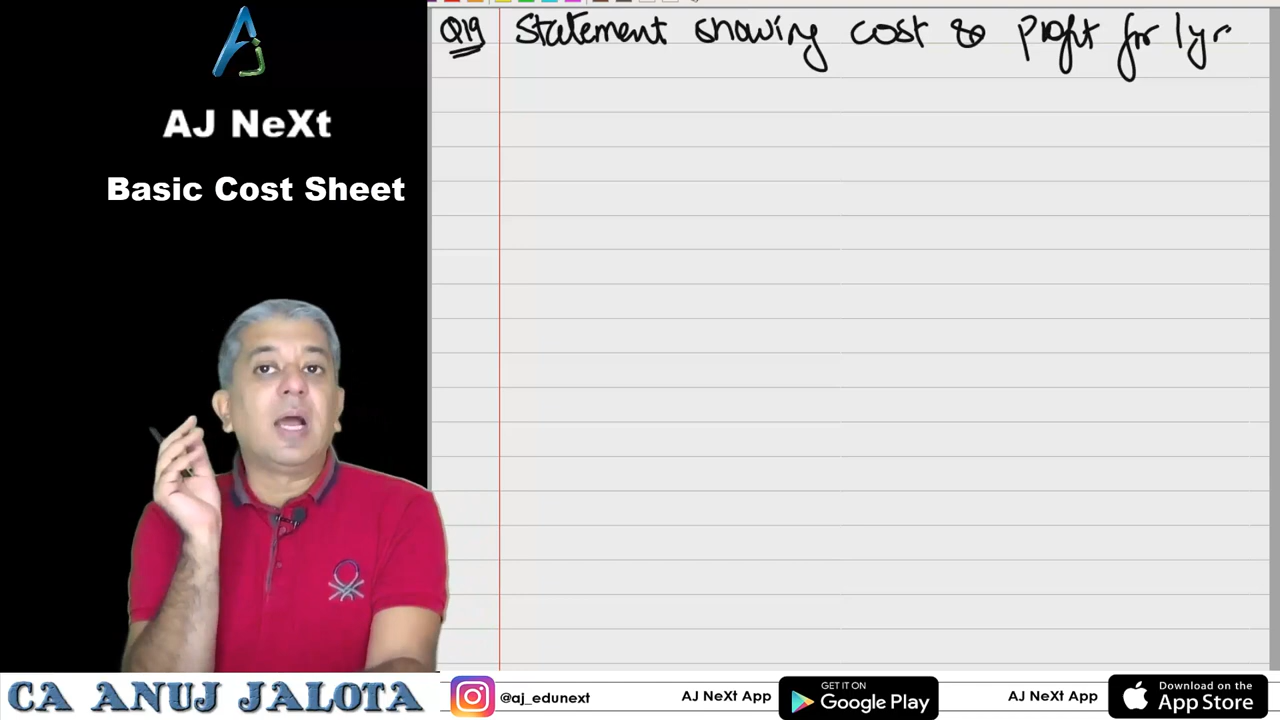 AJ NeXt
Basic Cost Sheet
Q19 Statement showing cost & profit for 1yr
CA ANUJ JALOTA
@aj_edunext
AJ NeXt App
GET IT ON
Google Play
AJ NeXt App
Download on the
App Store